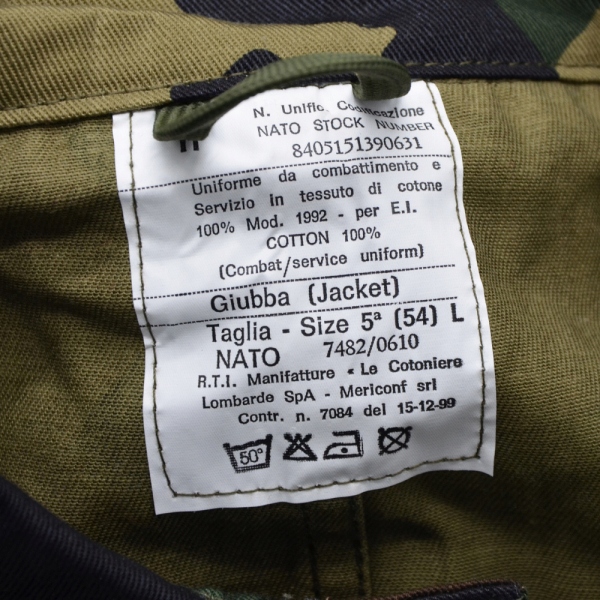 N. Unific. Codificazione
NATO STOCK NUMBER
8405151390631
Uniforme da combattimento e
Servizio in tessuto di cotone
100% Mod. 1992 - per E.I.
COTTON 100%
(Combat/service uniform)
Giubba (Jacket)
Taglia - Size 5ª (54) L
NATO 7482/0610
R.T.I. Manifatture « Le Cotoniere
Lombarde SpA - Mericonf srl
Contr. n. 7084 del 15-12-99
50°